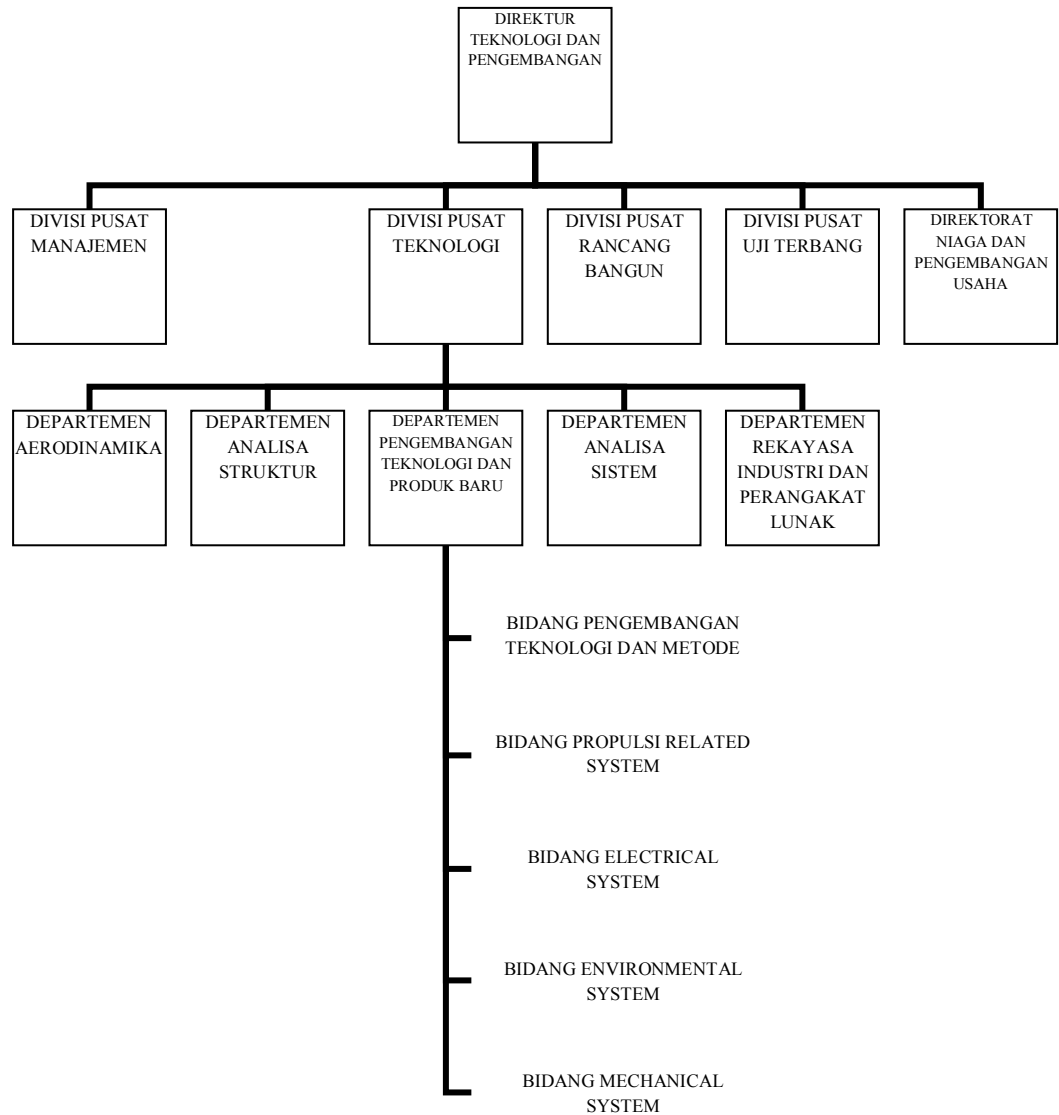 DIREKTUR
TEKNOLOGI DAN
PENGEMBANGAN
DIVISI PUSAT
MANAJEMEN
DIVISI PUSAT
TEKNOLOGI
DIVISI PUSAT
RANCANG
BANGUN
DIVISI PUSAT
UJI TERBANG
DIREKTORAT
NIAGA DAN
PENGEMBANGAN
USAHA
DEPARTEMEN
AERODINAMIKA
DEPARTEMEN
ANALISA
STRUKTUR
DEPARTEMEN
PENGEMBANGAN
TEKNOLOGI DAN
PRODUK BARU
DEPARTEMEN
ANALISA
SISTEM
DEPARTEMEN
REKAYASA
INDUSTRI DAN
PERANGAKAT
LUNAK
BIDANG PENGEMBANGAN
TEKNOLOGI DAN METODE
BIDANG PROPULSI RELATED
SYSTEM
BIDANG ELECTRICAL
SYSTEM
BIDANG ENVIRONMENTAL
SYSTEM
BIDANG MECHANICAL
SYSTEM